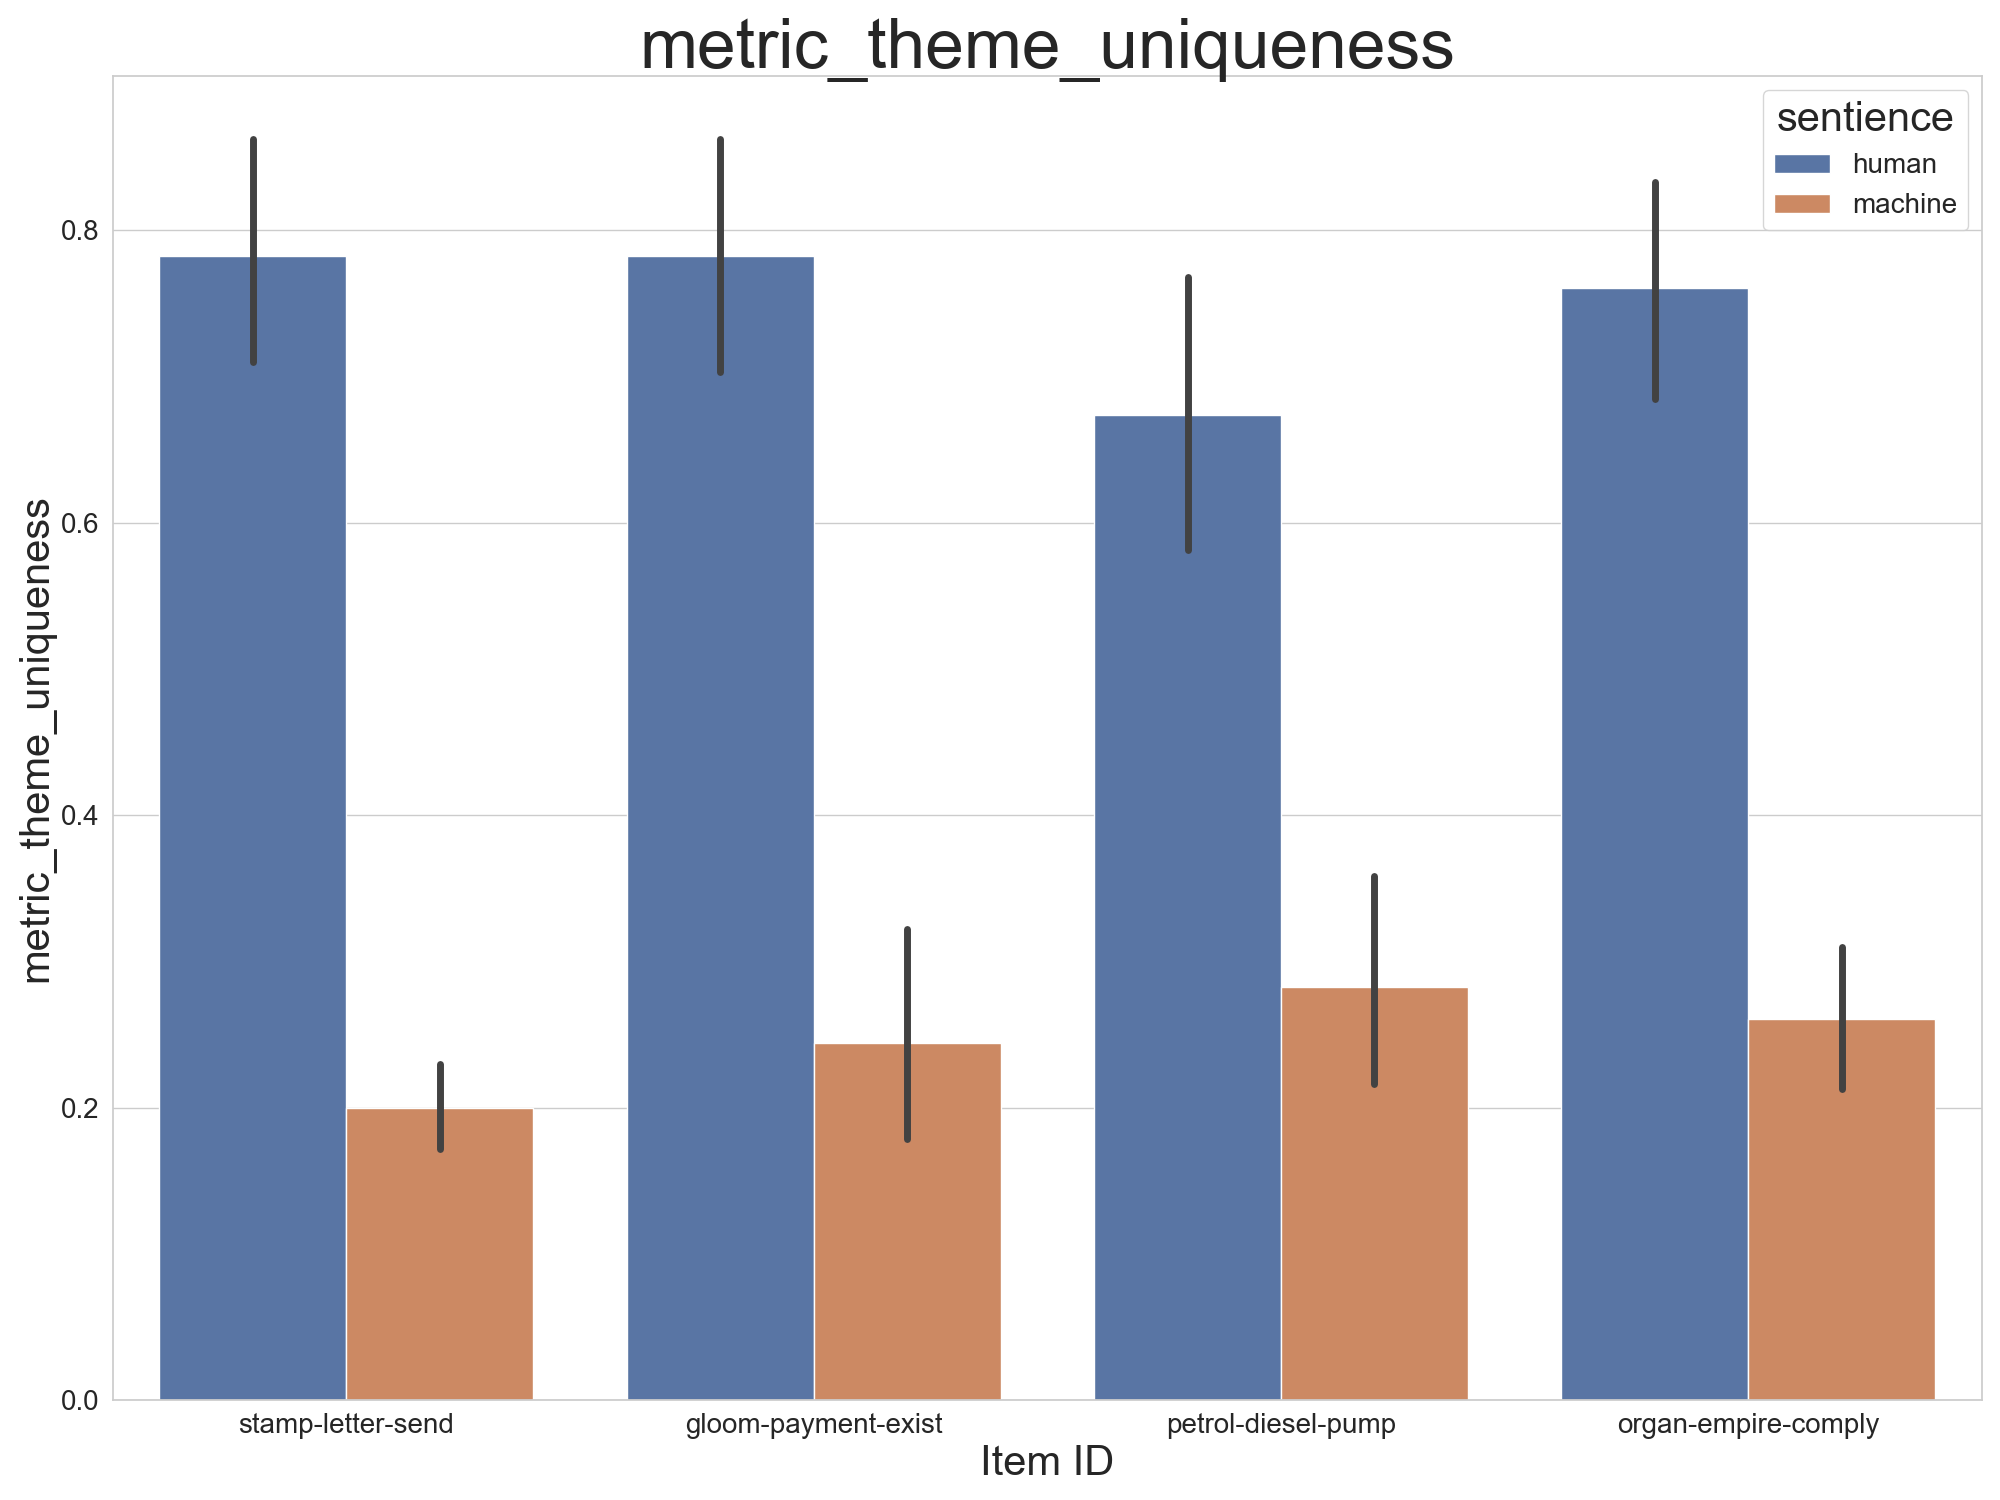 metric_theme_uniqueness
sentience
human
machine
metric_theme_uniqueness
0.8
0.6
0.4
0.2
0.0
stamp-letter-send
gloom-payment-exist
petrol-diesel-pump
organ-empire-comply
Item ID